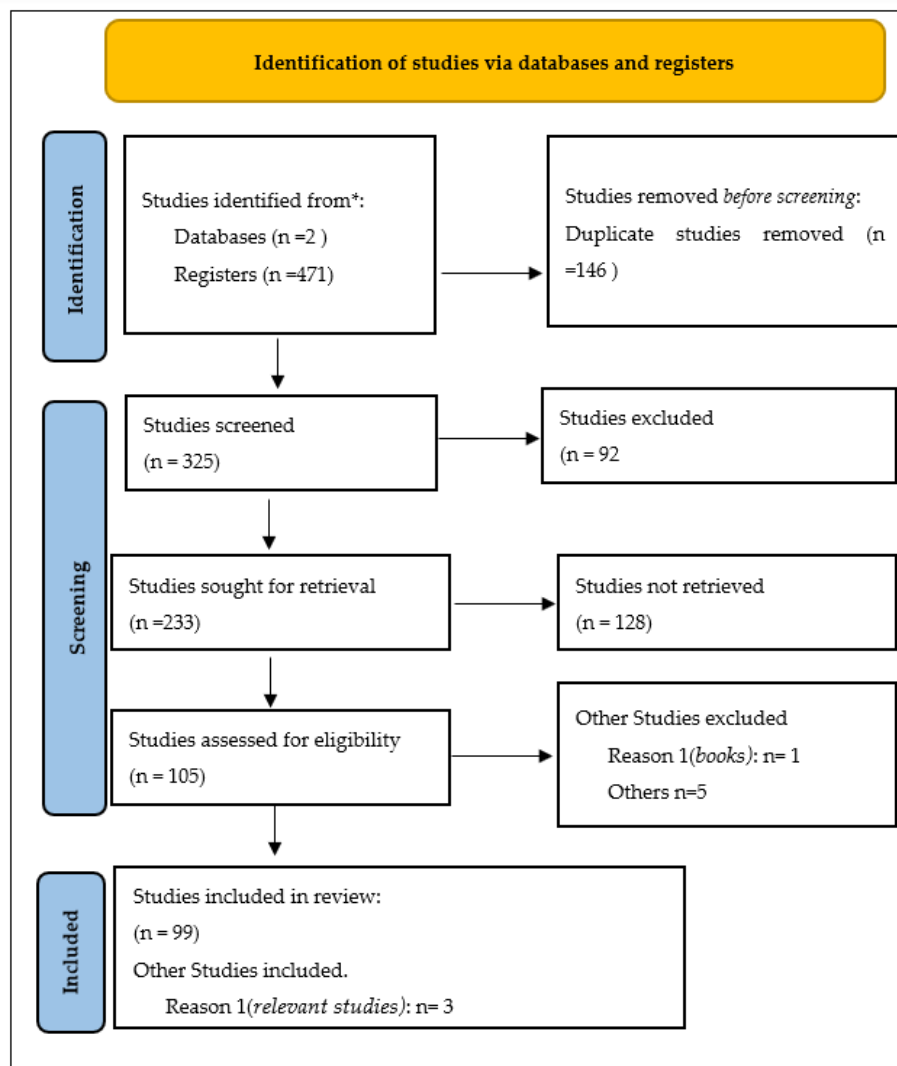 Identification of studies via databases and registers
Identification
Studies identified from*:
Databases (n =2 )
Registers (n =471)
Studies removed before screening:
Duplicate studies removed (n
=146 )
Screening
Studies screened
(n = 325)
Studies excluded
(n = 92
Studies sought for retrieval
(n =233)
Studies not retrieved
(n = 128)
Studies assessed for eligibility
(n = 105)
Other Studies excluded
Reason 1(books): n= 1
Others n=5
Included
Studies included in review:
(n = 99)
Other Studies included.
Reason 1(relevant studies): n= 3